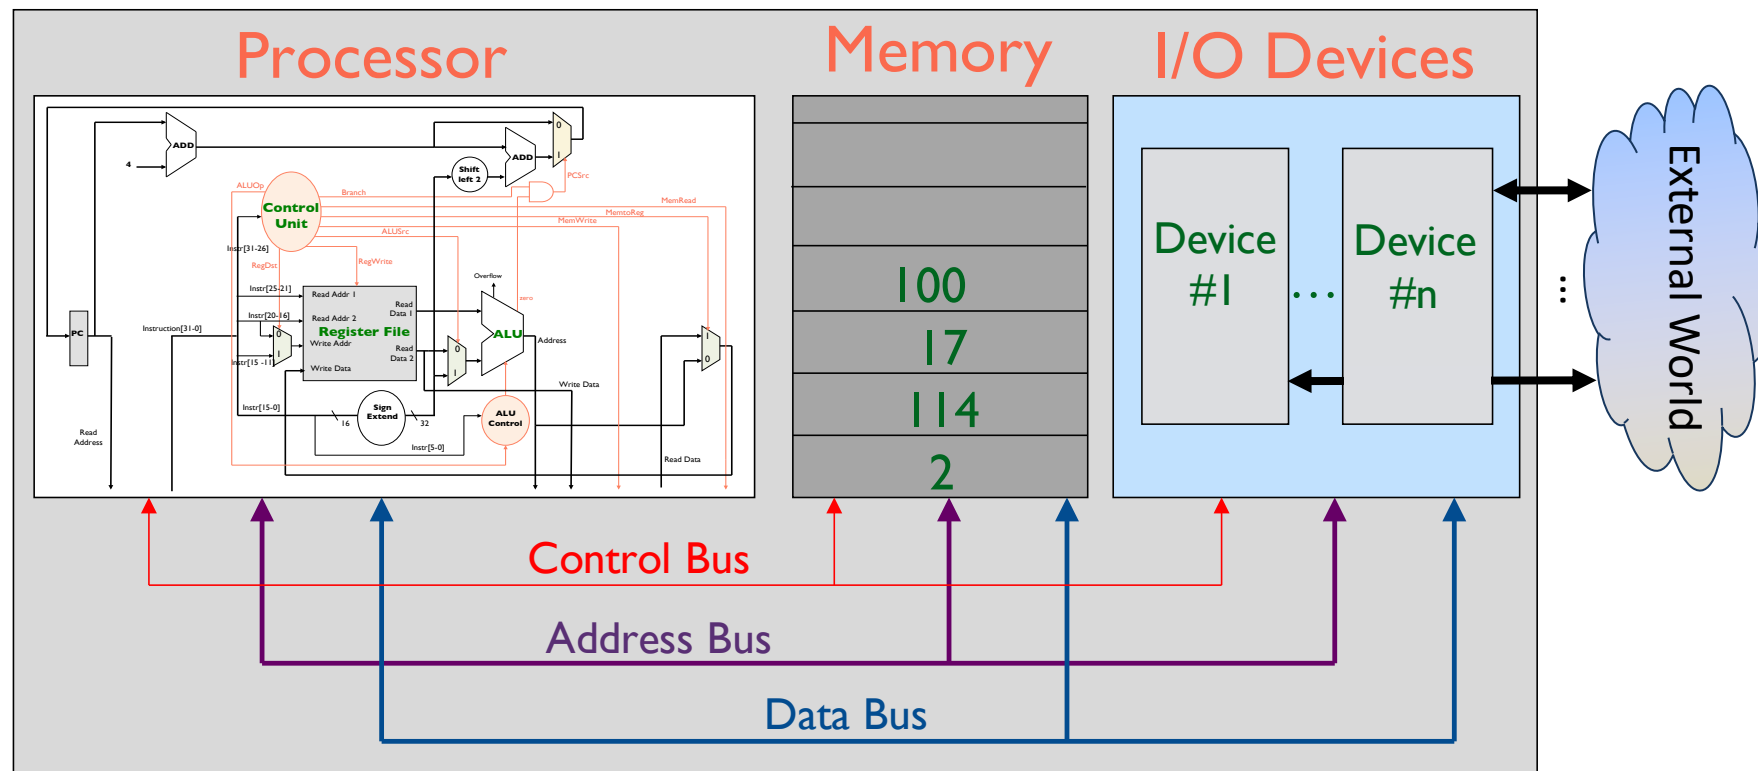 Processor
Memory
I/O Devices
ADD
4
ADD
0
1
Shift
left 2
PCSrc
ALUOp
Branch
MemRead
MemtoReg
MemWrite
ALUSrc
Control
Unit
Instr[31-26]
RegDst
RegWrite
Overflow
zero
Instr[25-21]
Read Addr 1
Read
Data 1
Instr[20-16]
Read Addr 2
Register File
Instruction[31-0]
PC
0
1
Write Addr
Read
Data 2
Instr[15 -11]
Write Data
0
1
ALU
Address
1
0
Write Data
Instr[15-0]
16
Sign
Extend
32
ALU
Control
Instr[5-0]
Read
Address
Read Data
100
17
114
2
Device
#1
...
Device
#n
...
External World
Control Bus
Address Bus
Data Bus